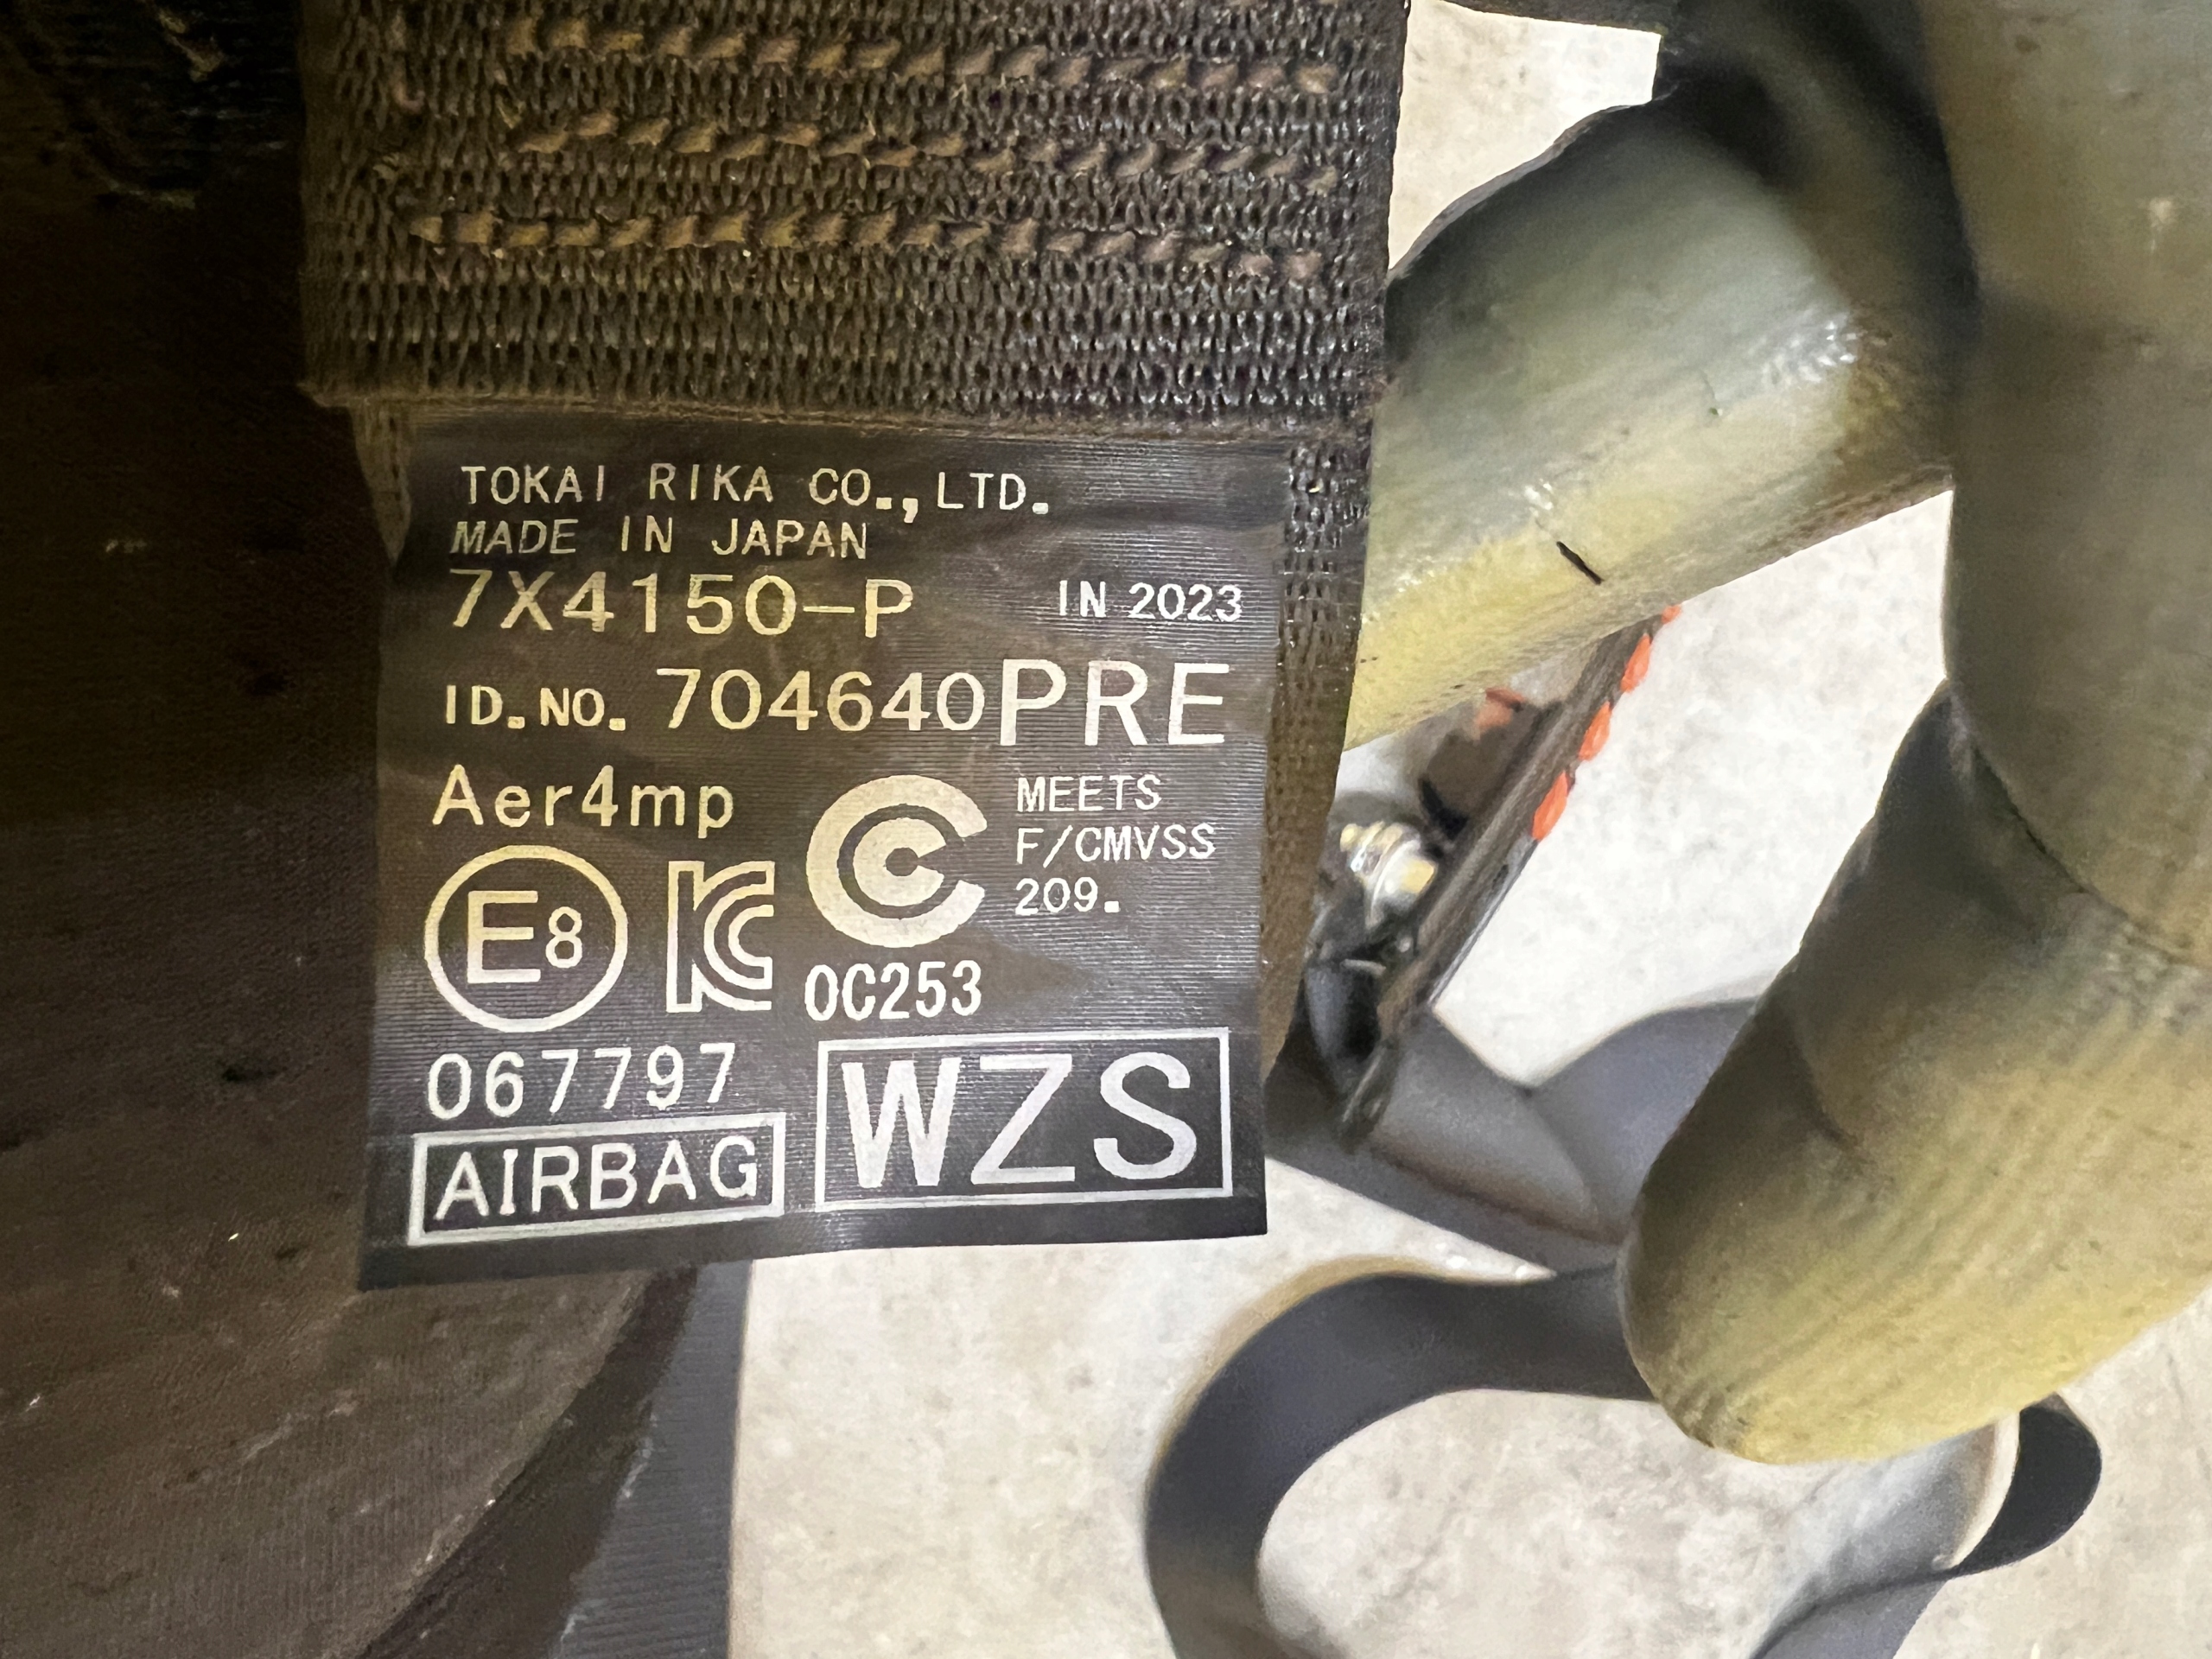 TOKAI RIKA CO.,LTD.
MADE IN JAPAN
7X4150-P IN 2023
ID.NO. 704640PRE
Aer4mp
MEETS
F/CMVSS
209.
E8 KC C
0C253
067797
AIRBAG WZS